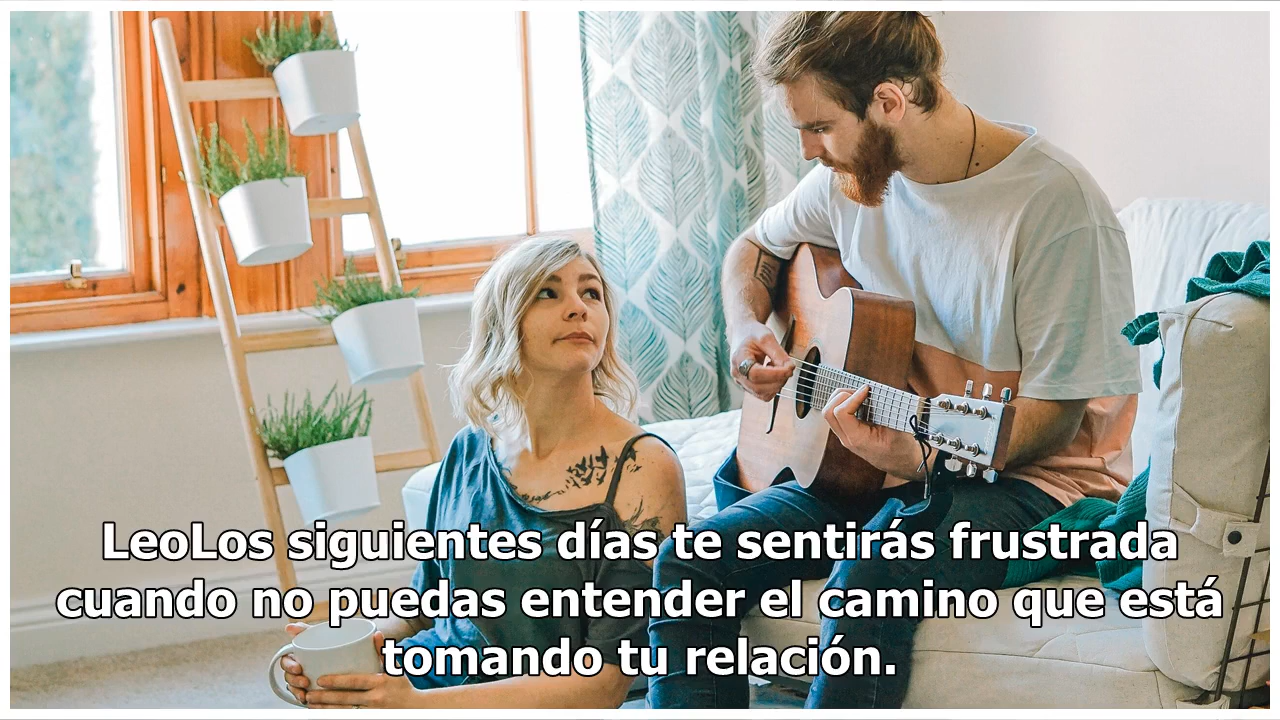 LeoLos siguientes días te sentirás frustrada
cuando no puedas entender el camino que está
tomando tu relación.